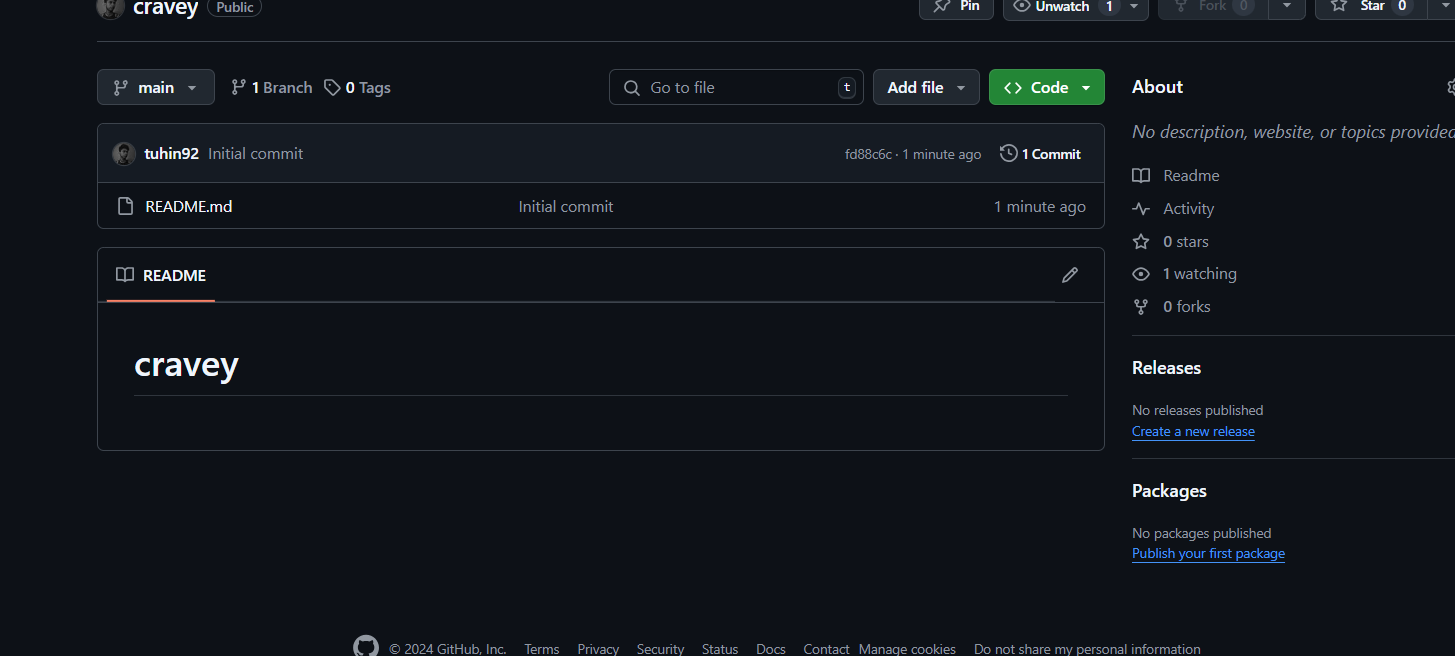 cravey Public Pin Unwatch 1 Fork 0 Star 0
main 1 Branch 0 Tags Go to file t Add file Code
tuhin92 Initial commit fd88c6c · 1 minute ago 1 Commit
README.md Initial commit 1 minute ago
README
cravey
About
No description, website, or topics provided
Readme
Activity
0 stars
1 watching
0 forks
Releases
No releases published
Create a new release
Packages
No packages published
Publish your first package
© 2024 GitHub, Inc. Terms Privacy Security Status Docs Contact Manage cookies Do not share my personal information